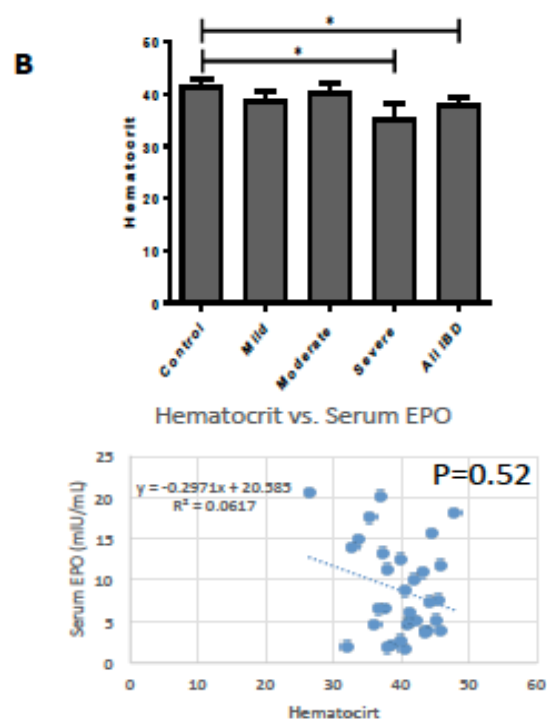 B
*
*
Hematocrit
60
40
30
20
10
0
Control
Mild
Moderate
Severe
All IBD
Hematocrit vs. Serum EPO
P=0.52
y = -0.2971x + 20.585
R² = 0.0617
Serum EPO (mIU/mL)
25
20
15
10
5
0
0 10 20 30 40 50 60
Hematocirt